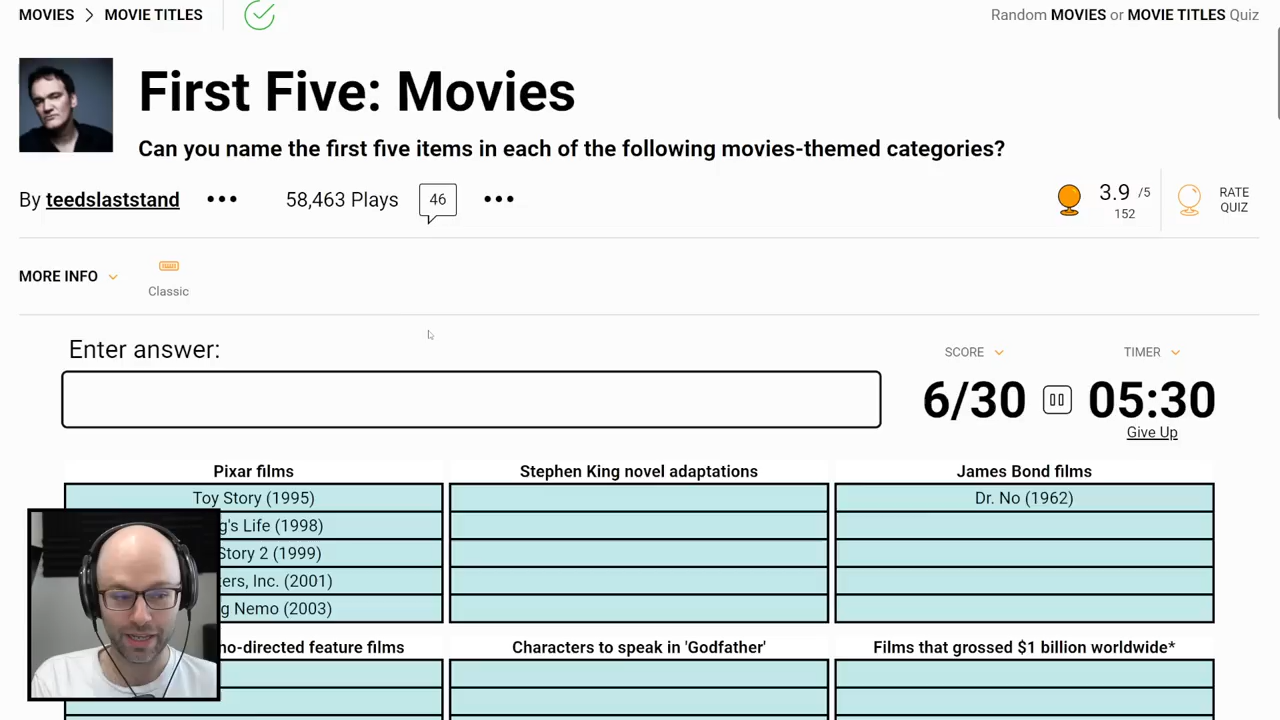 MOVIES > MOVIE TITLES
Random MOVIES or MOVIE TITLES Quiz
First Five: Movies
Can you name the first five items in each of the following movies-themed categories?
By teedslaststand ••• 58,463 Plays 46 •••
3.9 /5
152
RATE
QUIZ
MORE INFO
Classic
Enter answer:
SCORE
TIMER
6/30
05:30
Give Up
Pixar films
Toy Story (1995)
g's Life (1998)
Story 2 (1999)
ers, Inc. (2001)
g Nemo (2003)
Stephen King novel adaptations
James Bond films
Dr. No (1962)
no-directed feature films
Characters to speak in 'Godfather'
Films that grossed $1 billion worldwide*